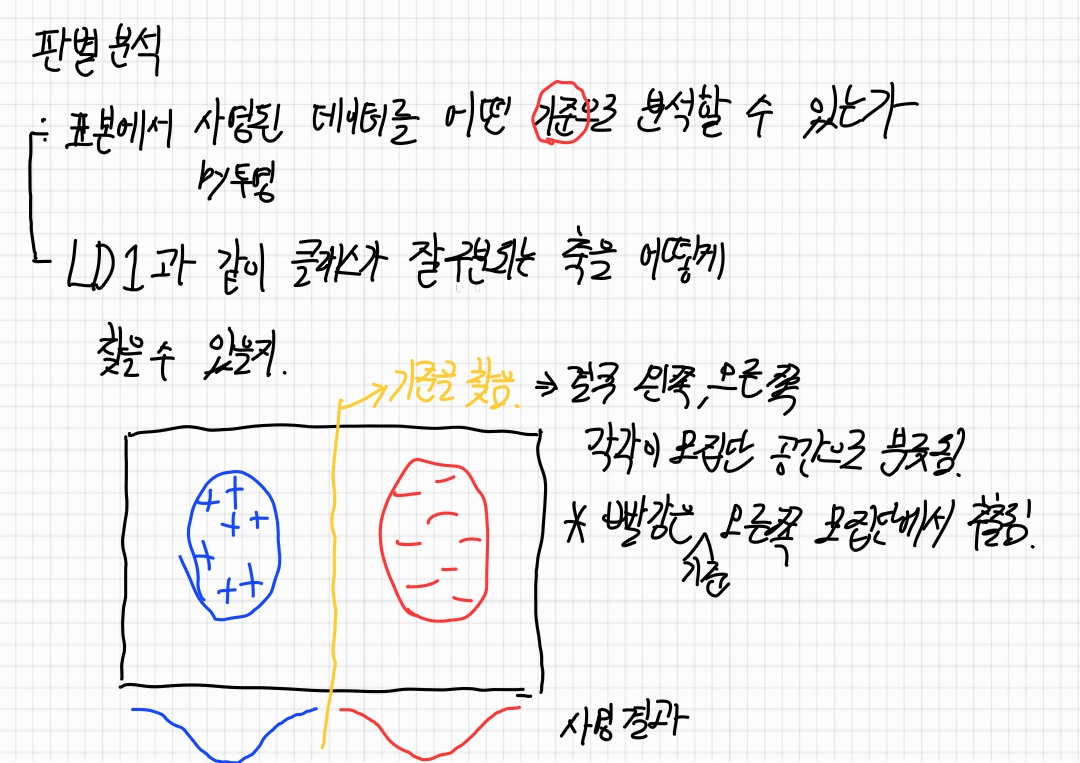 판별분석
: 표본에서 사영된 데이터를 어떤 기준으로 분석할 수 있는가
by 투영
LD1과 같이 클래스가 잘 구분되는 축을 어떻게
찾을 수 있을지.
기준을 찾음. ⇒ 결국 왼쪽, 오른쪽
각각이 모집단 공간으로 분류됨.
* 빨강은 오른쪽 모집단에서 추출됨.
기준
사영 결과